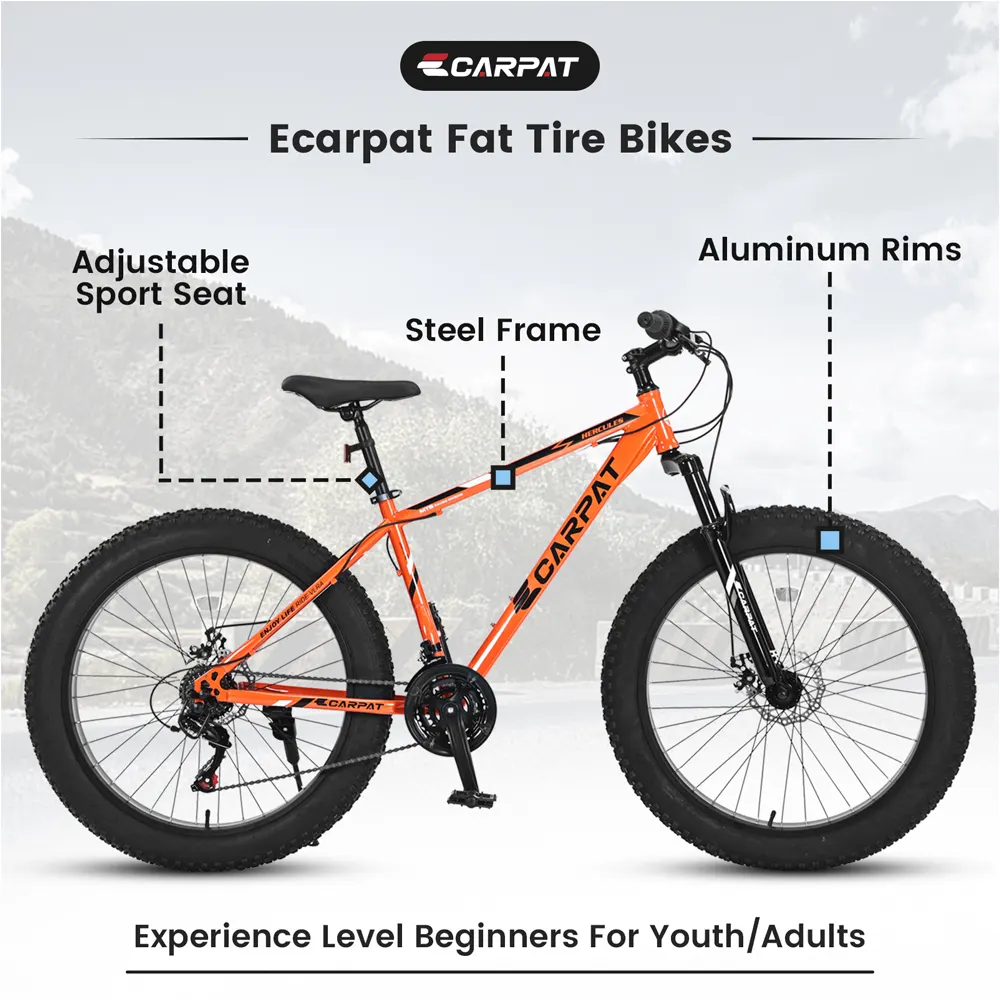 ECARPAT
Ecarpat Fat Tire Bikes
Adjustable
Sport Seat
Aluminum Rims
Steel Frame
HERCULES
ECARPAT
ENJOY LIFE
ECARPAT
ECARPAT
Experience Level Beginners For Youth/Adults